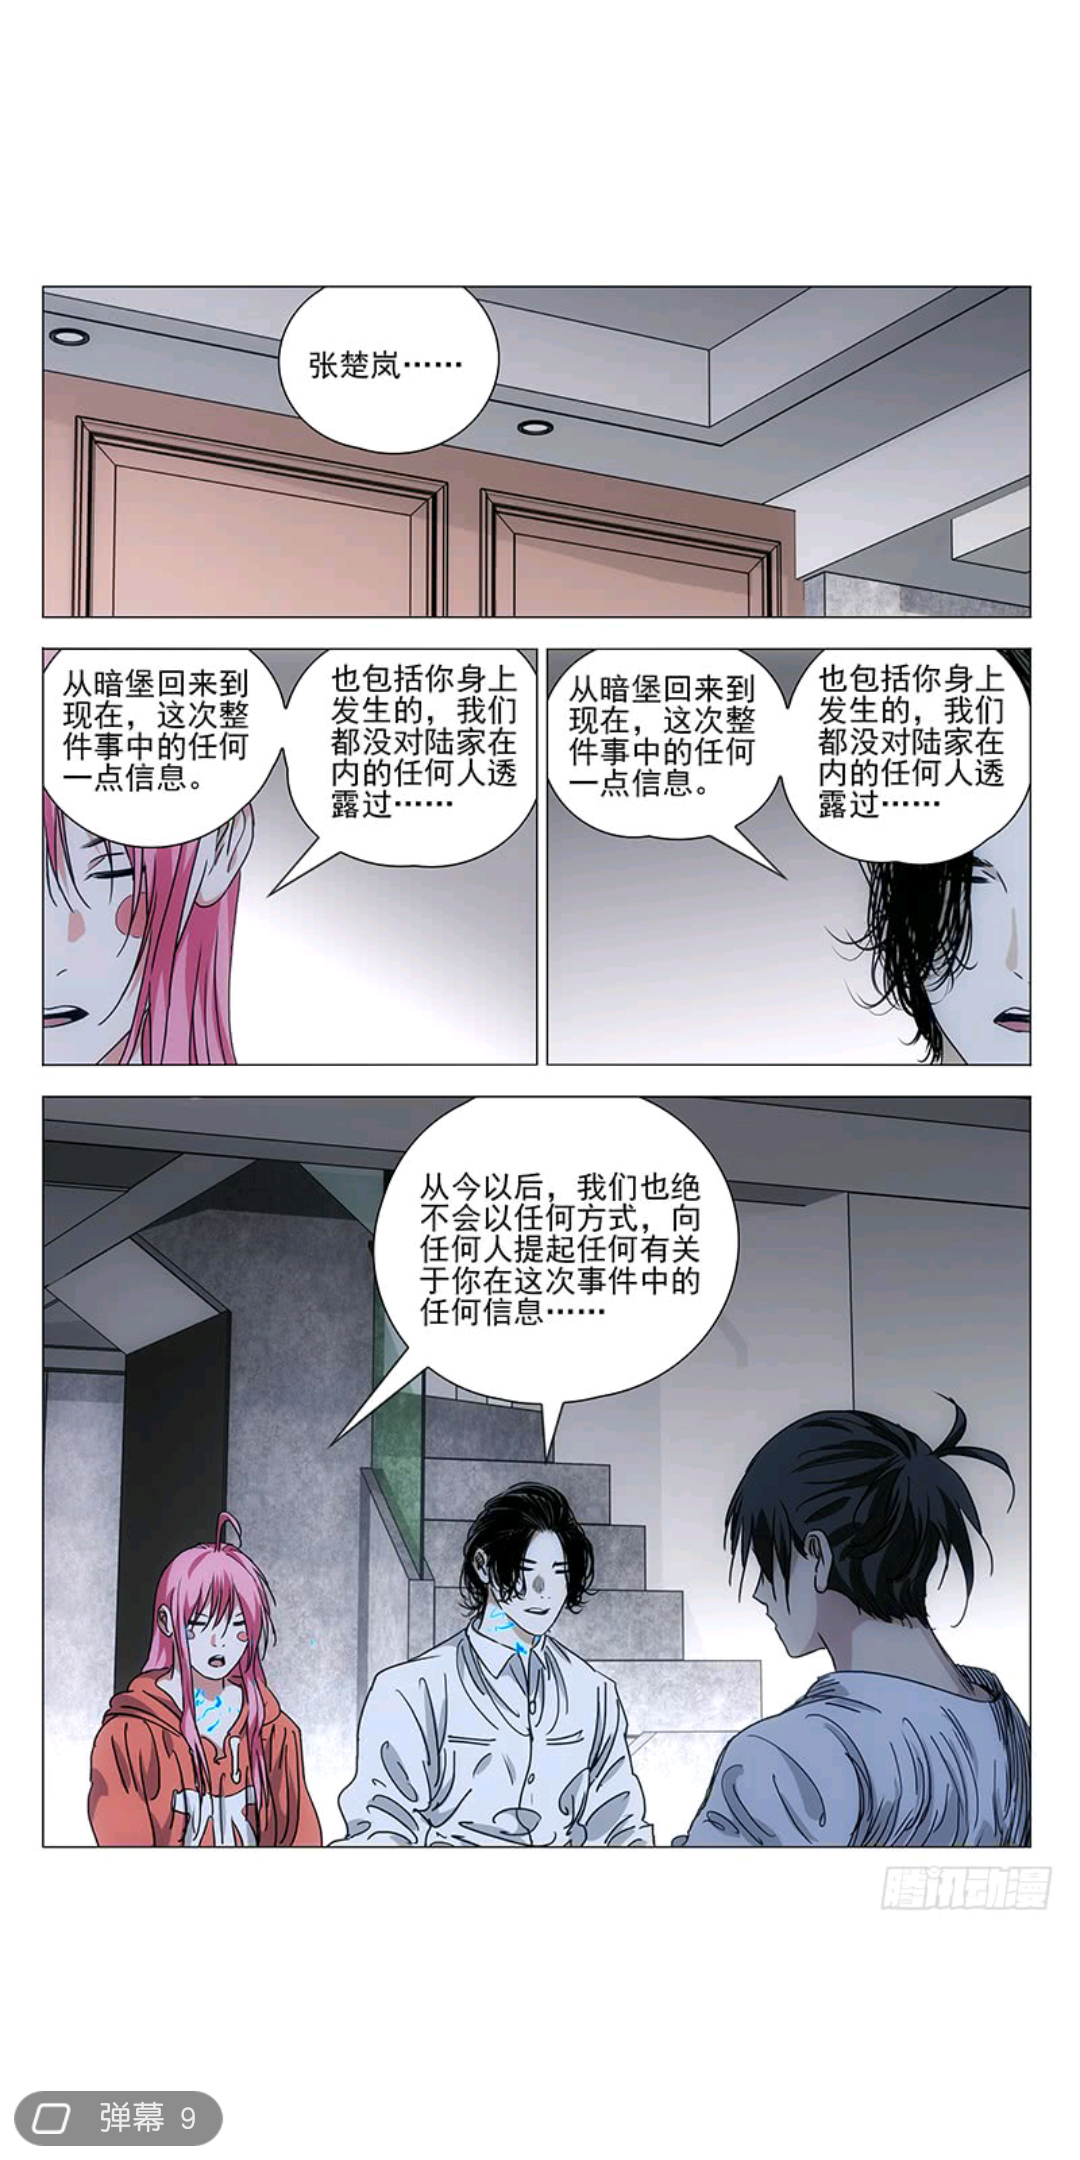 张楚岚……
从暗堡回来到
现在，这次整
件事中的任何
一点信息。
也包括你身上
发生的，我们
都没对陆家在
内的任何人透
露过……
从暗堡回来到
现在，这次整
件事中的任何
一点信息。
也包括你身上
发生的，我们
都没对陆家在
内的任何人透
露过……
从今以后，我们也绝
不会以任何方式，向
任何人提起任何有关
于你在这次事件中的
任何信息……
腾讯动漫
弹幕 9